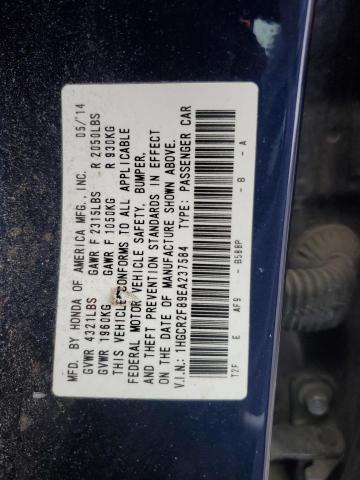 MFD. BY HONDA OF AMERICA MFG., INC. 05/'14
GVWR 4321LBS GAWR F 2315LBS R 2050LBS
GVWR 1960KG GAWR F 1050KG R 930KG
THIS VEHICLE CONFORMS TO ALL APPLICABLE
FEDERAL MOTOR VEHICLE SAFETY, BUMPER,
AND THEFT PREVENTION STANDARDS IN EFFECT
ON THE DATE OF MANUFACTURE SHOWN ABOVE.
V.I.N.: 1HGCR2F89EA237584 TYPE: PASSENGER CAR
T2F E AF9 - B588P - B - A